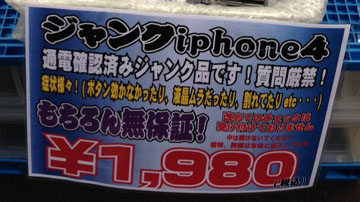 ジャンクiphone4
通電確認済みジャンク品です！質問厳禁！
症状様々！(ボタン効かなかったり、液晶ムラだったり、割れてたりetc・・・)
もちろん無保証！
¥1,980
(税込)